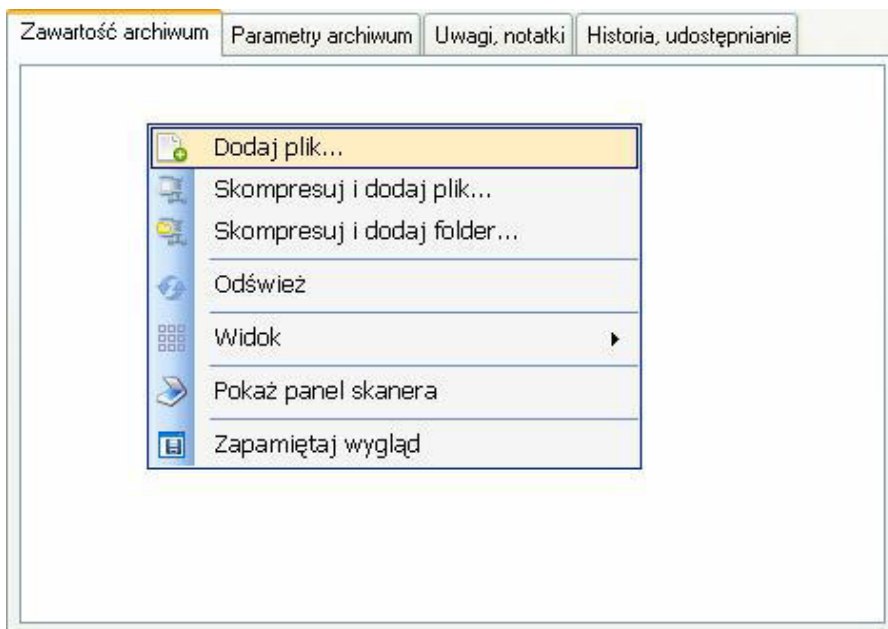 Zawartość archiwum
Parametry archiwum
Uwagi, notatki
Historia, udostępnianie
Dodaj plik...
Skompresuj i dodaj plik...
Skompresuj i dodaj folder...
Odśwież
Widok
Pokaż panel skanera
Zapamiętaj wygląd